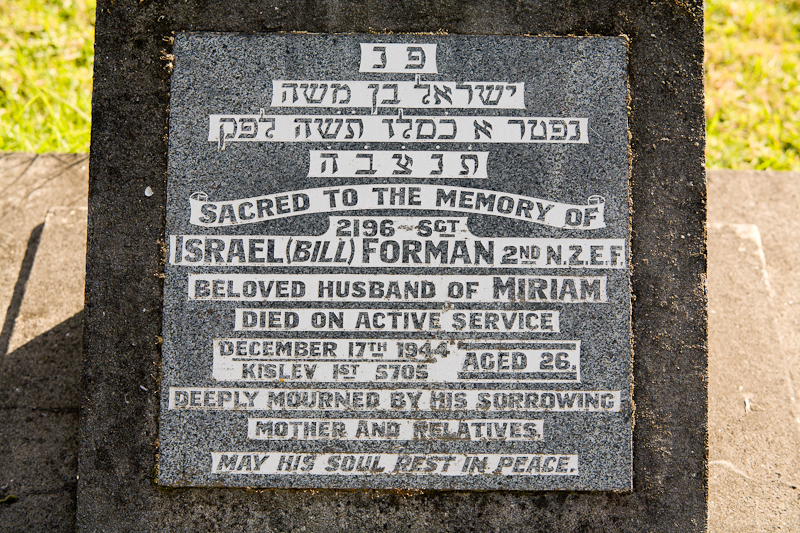 פ נ
ישראל בן משה
נפטר א כמלו תשה לפק
ת נ צ ב ה
SACRED TO THE MEMORY OF
2196 SGT.
ISRAEL (BILL) FORMAN 2ND N.Z.E.F.
BELOVED HUSBAND OF MIRIAM
DIED ON ACTIVE SERVICE
DECEMBER 17TH 1944
KISLEV 1ST 5705
AGED 26.
DEEPLY MOURNED BY HIS SORROWING
MOTHER AND RELATIVES.
MAY HIS SOUL REST IN PEACE.